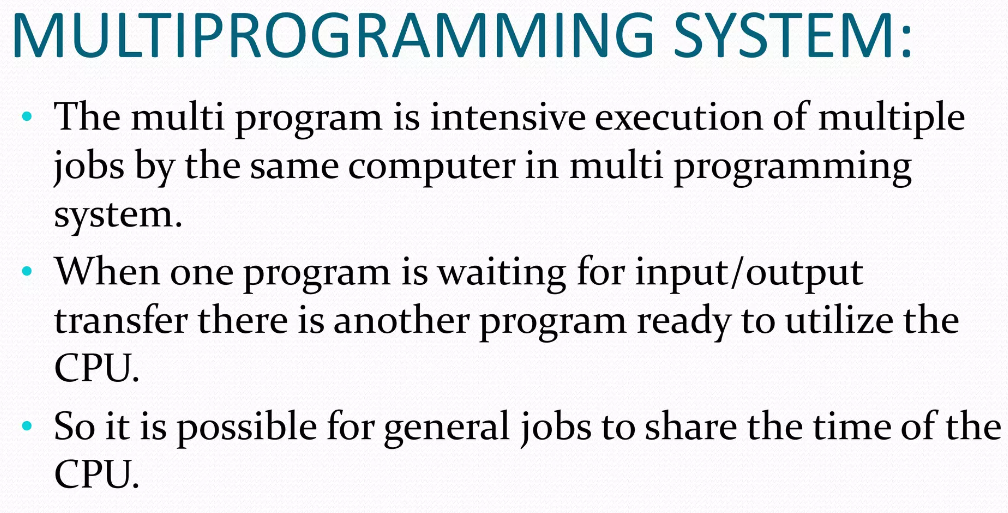 MULTIPROGRAMMING SYSTEM:
• The multi program is intensive execution of multiple
jobs by the same computer in multi programming
system.
• When one program is waiting for input/output
transfer there is another program ready to utilize the
CPU.
• So it is possible for general jobs to share the time of the
CPU.